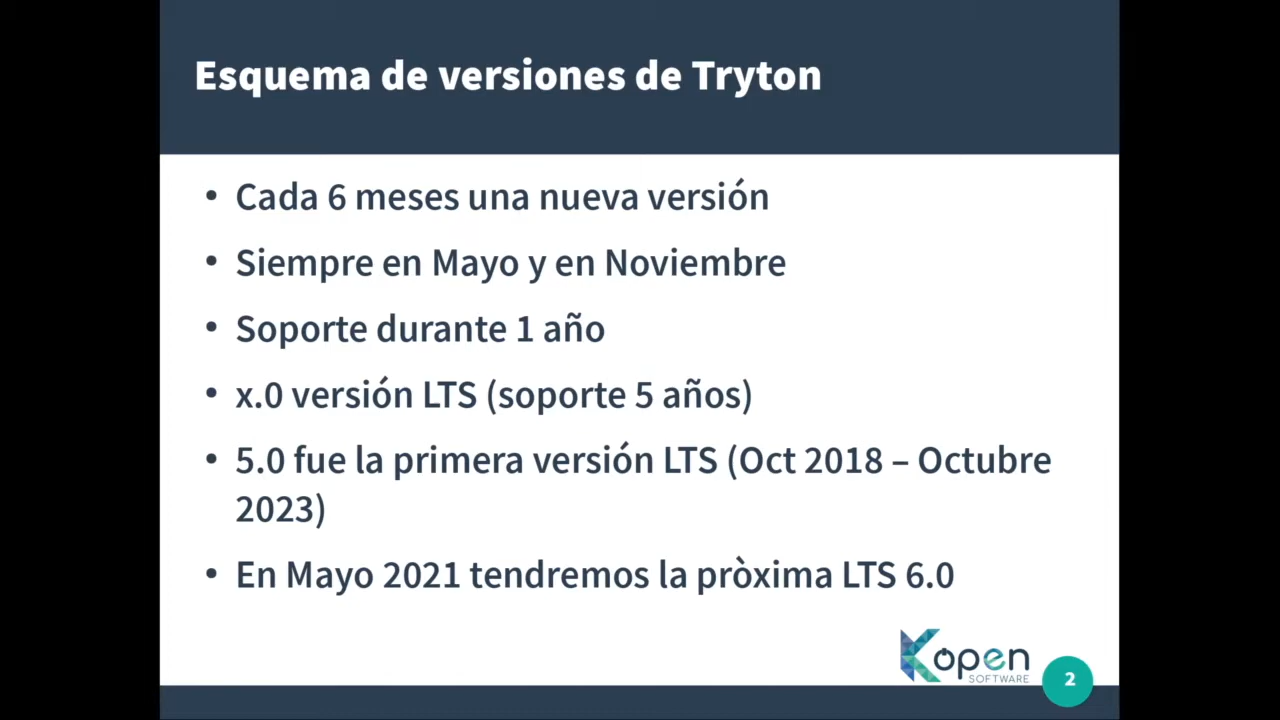 Esquema de versiones de Tryton
• Cada 6 meses una nueva versión
• Siempre en Mayo y en Noviembre
• Soporte durante 1 año
• x.0 versión LTS (soporte 5 años)
• 5.0 fue la primera versión LTS (Oct 2018 – Octubre
2023)
• En Mayo 2021 tendremos la pròxima LTS 6.0
Kopen
SOFTWARE
2